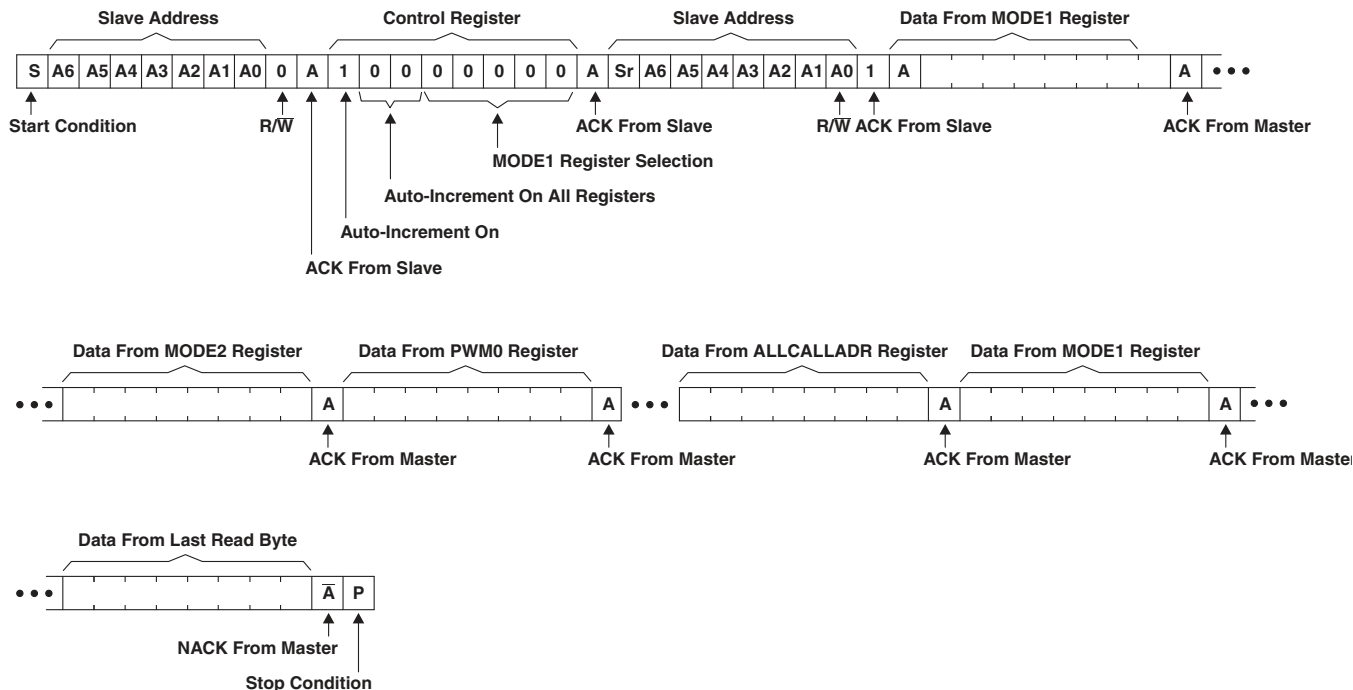 Slave Address Control Register Slave Address Data From MODE1 Register
S A6 A5 A4 A3 A2 A1 A0 0 A 1 0 0 0 0 0 0 0 A Sr A6 A5 A4 A3 A2 A1 A0 1 A A •••
Start Condition R/W̅ ACK From Slave R/W̅ ACK From Slave ACK From Master
MODE1 Register Selection
Auto-Increment On All Registers
Auto-Increment On
ACK From Slave
Data From MODE2 Register Data From PWM0 Register Data From ALLCALLADR Register Data From MODE1 Register
••• A A ••• A A •••
ACK From Master ACK From Master ACK From Master ACK From Master
Data From Last Read Byte
••• A̅ P
NACK From Master
Stop Condition